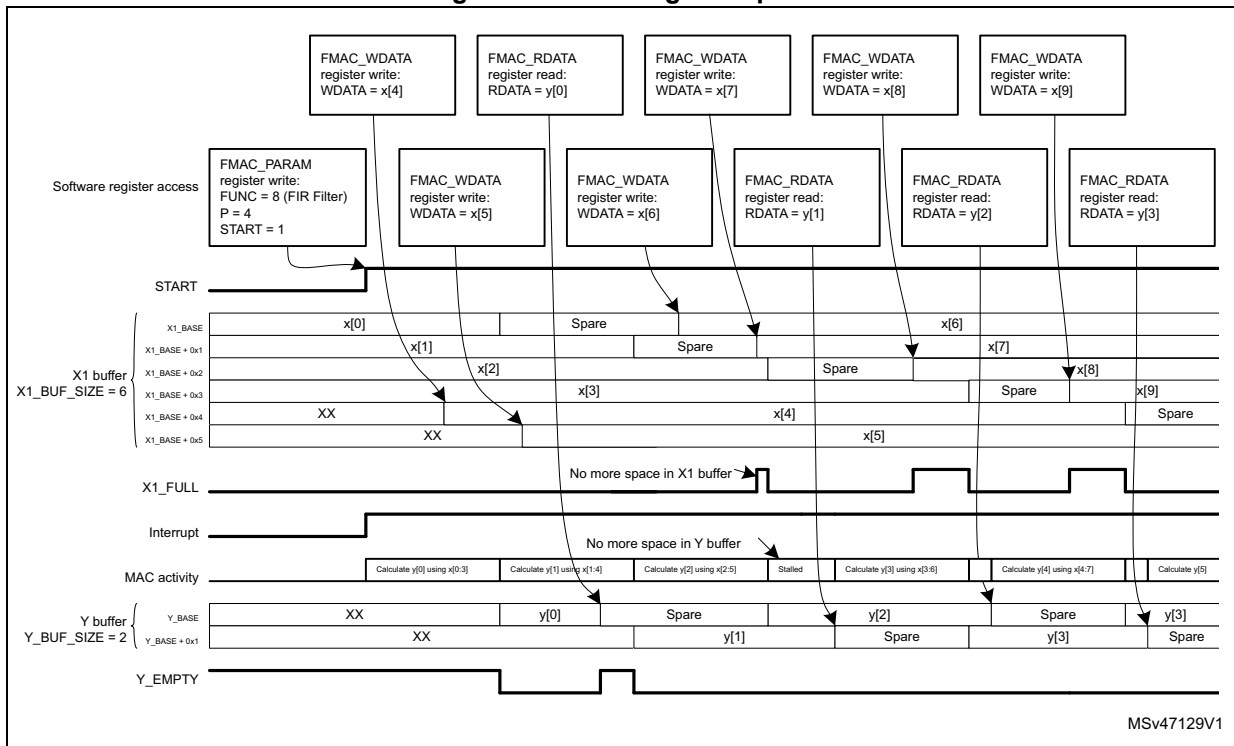 FMAC_WDATA
register write:
WDATA = x[4]
FMAC_RDATA
register read:
RDATA = y[0]
FMAC_WDATA
register write:
WDATA = x[7]
FMAC_WDATA
register write:
WDATA = x[8]
FMAC_WDATA
register write:
WDATA = x[9]
Software register access
FMAC_PARAM
register write:
FUNC = 8 (FIR Filter)
P = 4
START = 1
FMAC_WDATA
register write:
WDATA = x[5]
FMAC_WDATA
register write:
WDATA = x[6]
FMAC_RDATA
register read:
RDATA = y[1]
FMAC_RDATA
register read:
RDATA = y[2]
FMAC_RDATA
register read:
RDATA = y[3]
START
X1 buffer
X1_BUF_SIZE = 6
X1_BASE x[0] Spare x[6]
X1_BASE + 0x1 x[1] Spare x[7]
X1_BASE + 0x2 x[2] Spare x[8]
X1_BASE + 0x3 x[3] Spare x[9]
X1_BASE + 0x4 XX x[4] Spare
X1_BASE + 0x5 XX x[5]
No more space in X1 buffer
X1_FULL
Interrupt
No more space in Y buffer
MAC activity Calculate y[0] using x[0:3] Calculate y[1] using x[1:4] Calculate y[2] using x[2:5] Stalled Calculate y[3] using x[3:6] Calculate y[4] using x[4:7] Calculate y[5]
Y buffer
Y_BUF_SIZE = 2
Y_BASE XX y[0] Spare y[2] Spare y[3]
Y_BASE + 0x1 XX y[1] Spare y[3] Spare
Y_EMPTY
MSv47129V1